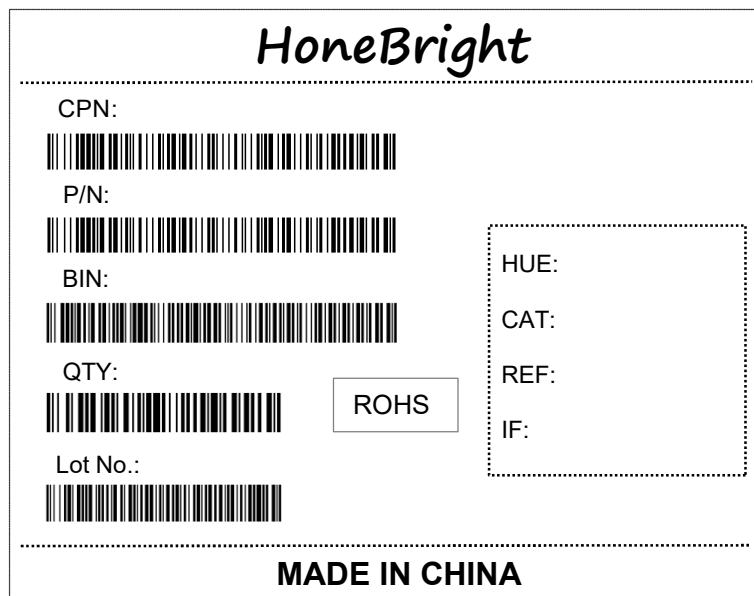 HoneBright
CPN:
P/N:
BIN:
QTY:
Lot No.:
ROHS
HUE:
CAT:
REF:
IF:
MADE IN CHINA